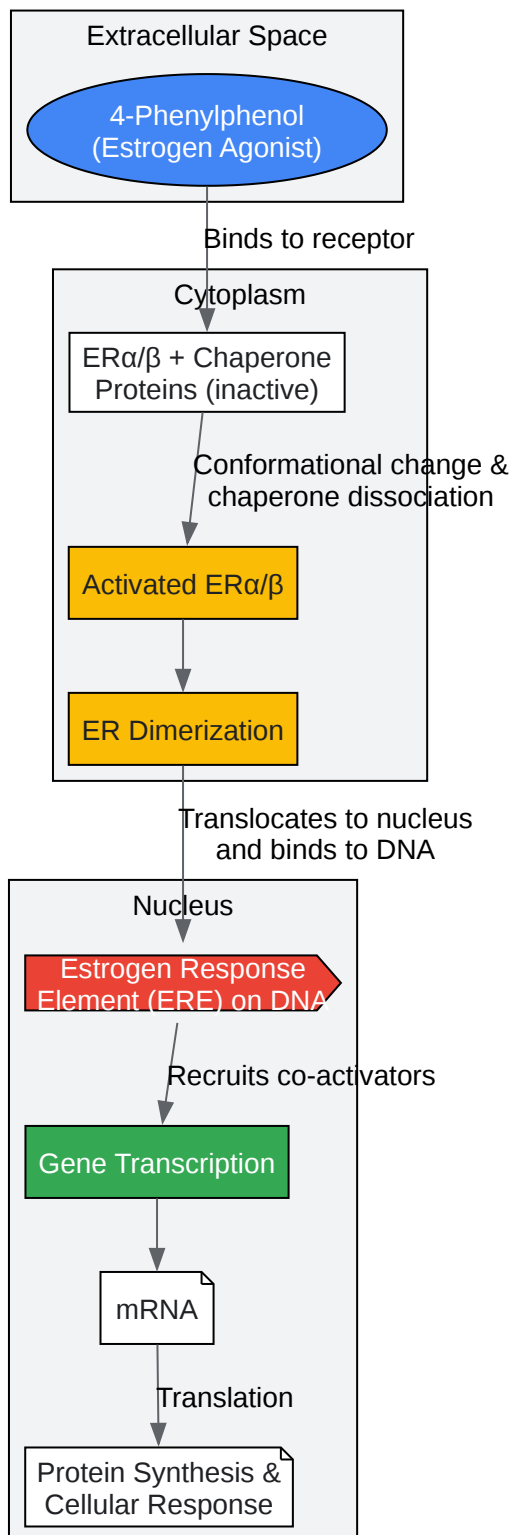 Extracellular Space
4-Phenylphenol
(Estrogen Agonist)
Binds to receptor
Cytoplasm
ERα/β + Chaperone
Proteins (inactive)
Conformational change &
chaperone dissociation
Activated ERα/β
ER Dimerization
Translocates to nucleus
and binds to DNA
Nucleus
Estrogen Response
Element (ERE) on DNA
Recruits co-activators
Gene Transcription
mRNA
Translation
Protein Synthesis &
Cellular Response